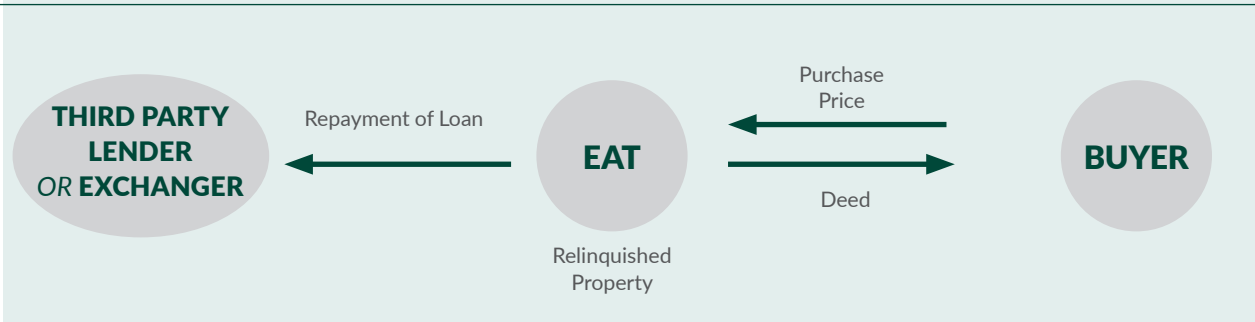 THIRD PARTY
LENDER
OR EXCHANGER
Repayment of Loan
EAT
Relinquished
Property
Purchase
Price
Deed
BUYER